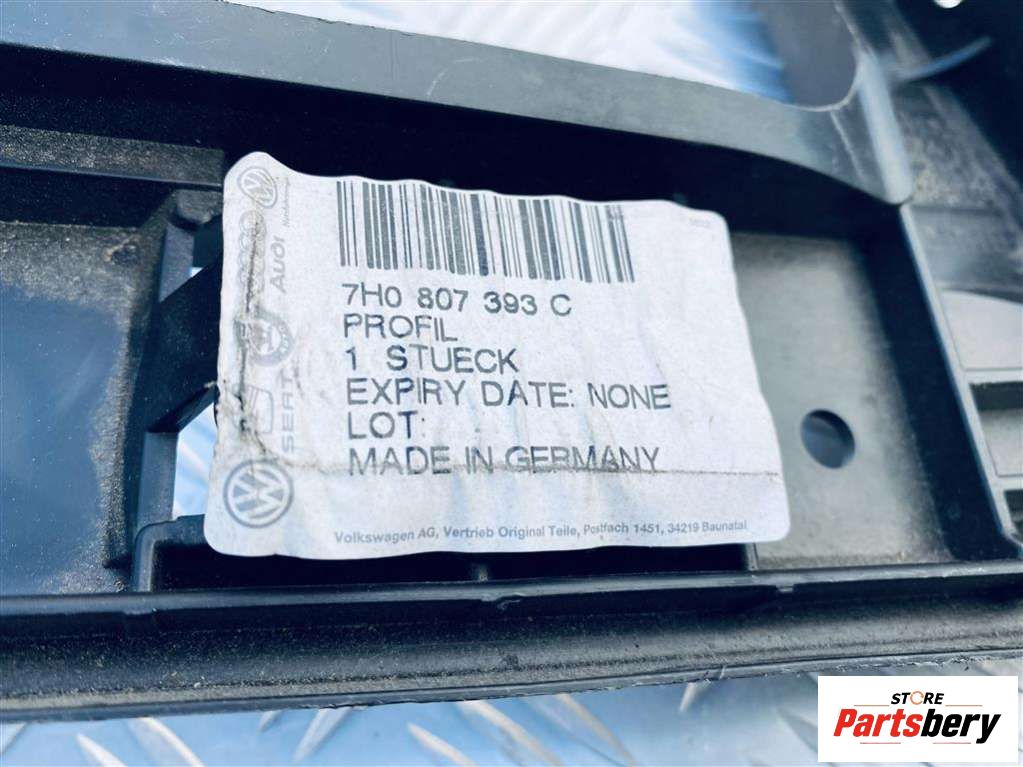 7H0 807 393 C
PROFIL
1 STUECK
EXPIRY DATE: NONE
LOT:
MADE IN GERMANY
Volkswagen AG, Vertrieb Original Teile, Postfach 1451, 34219 Baunatal
SEAT
AUDI
STORE
Partsbery